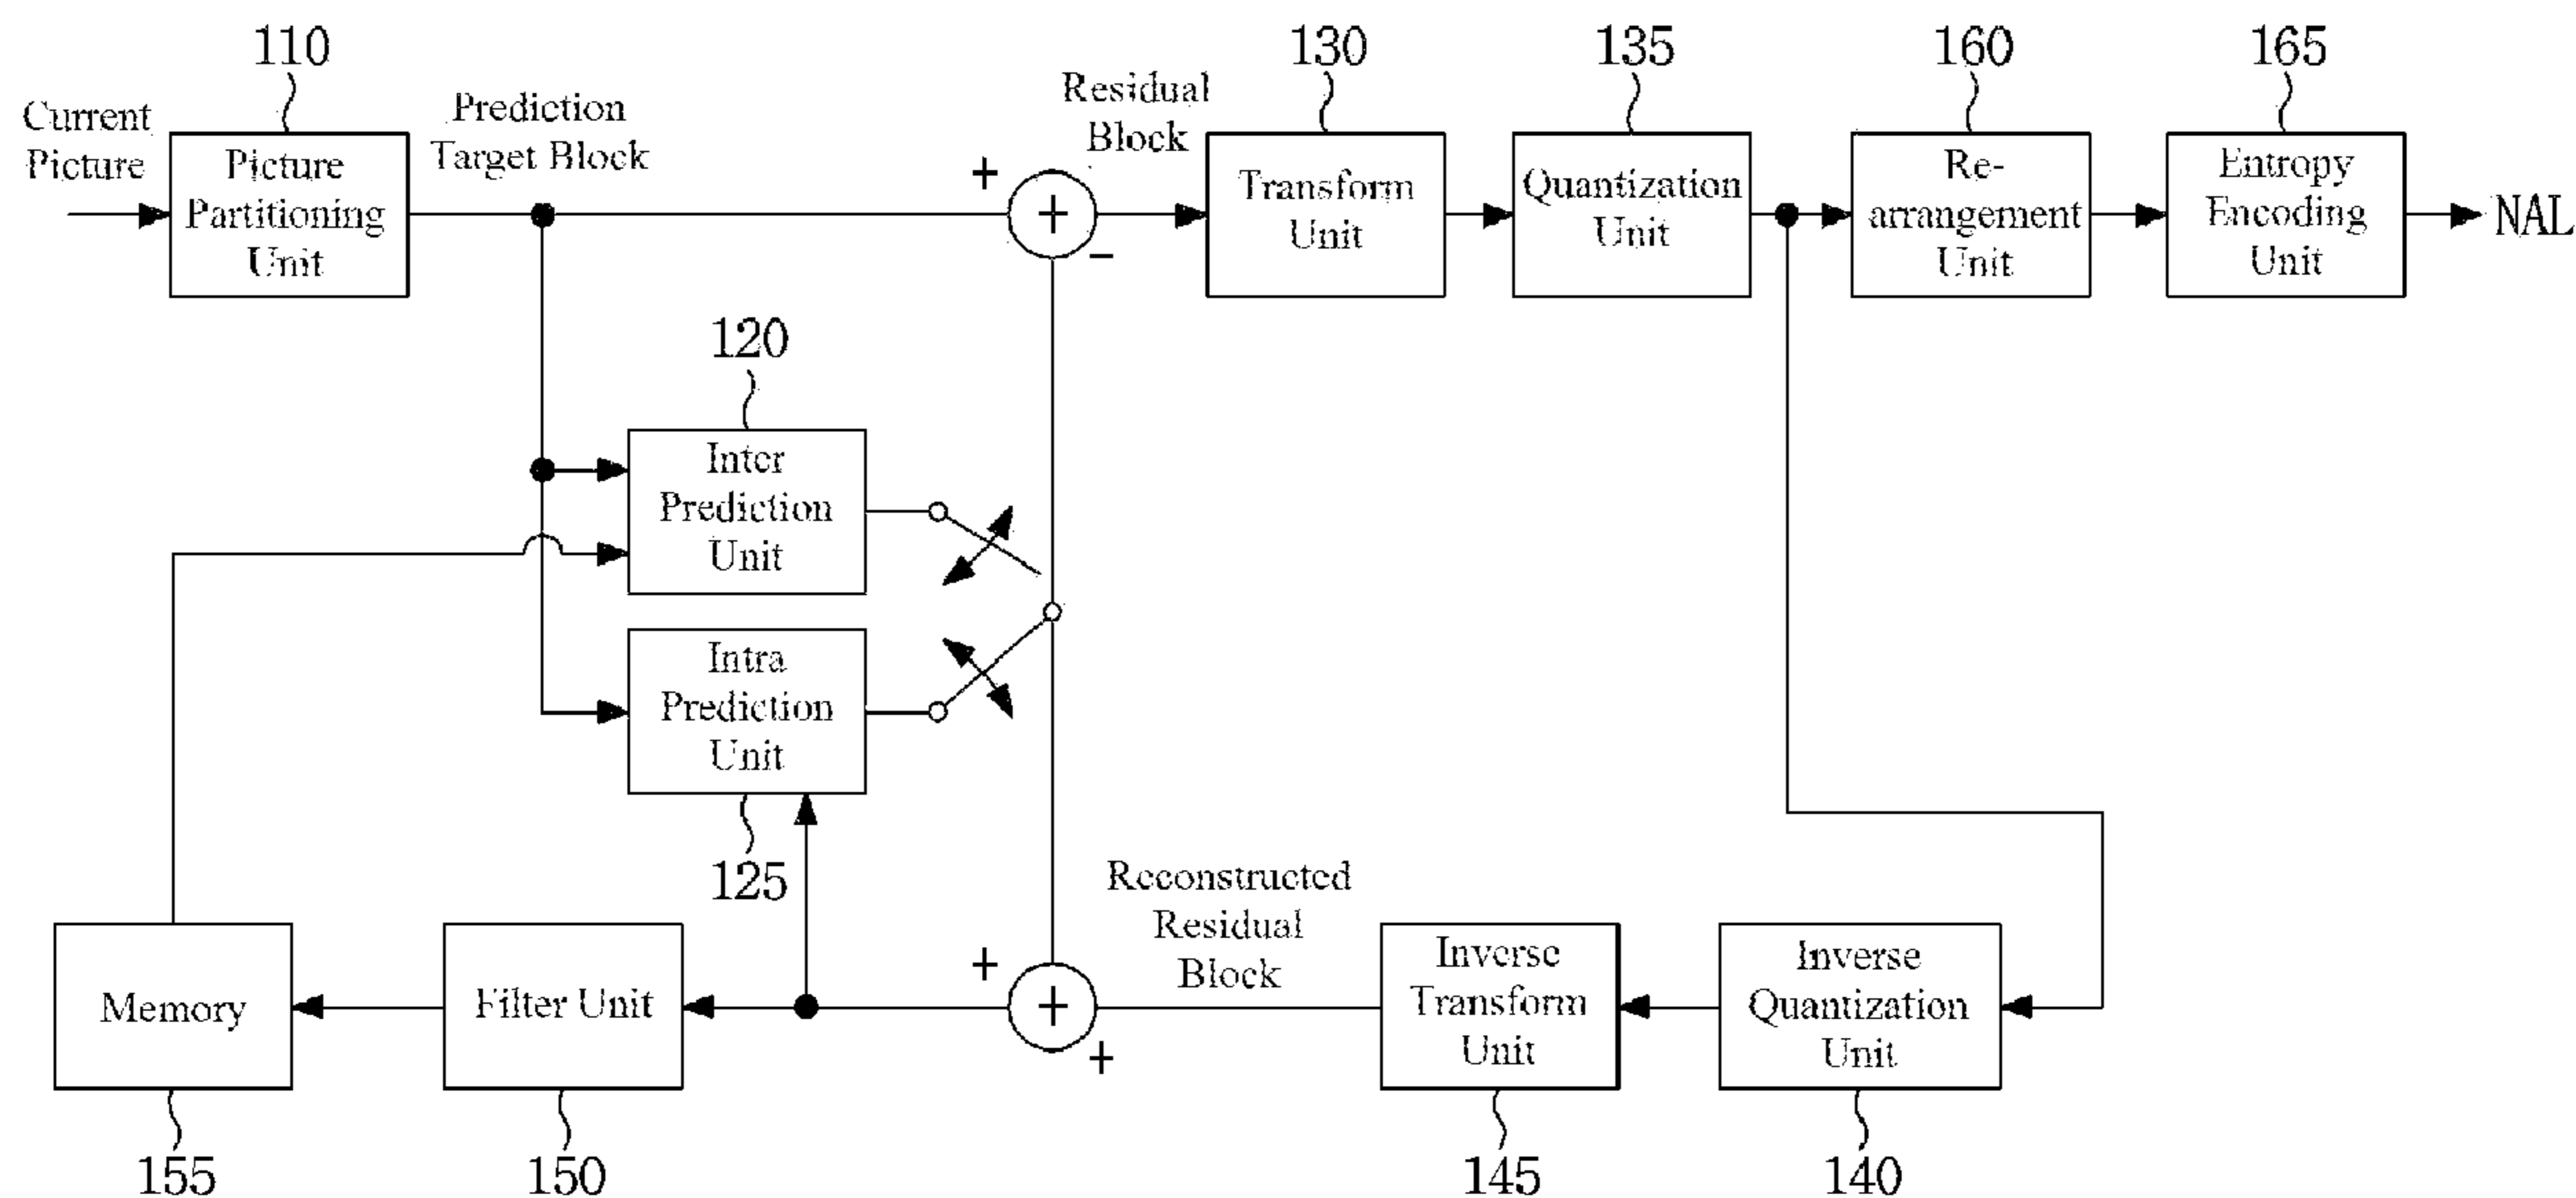 110
130
135
160
165
Current
Picture
Prediction
Target Block
Residual
Block
Picture
Partitioning
Unit
+
+
−
Transform
Unit
Quantization
Unit
Re-
arrangement
Unit
Entropy
Encoding
Unit
NAL
120
Inter
Prediction
Unit
Intra
Prediction
Unit
125
Reconstructed
Residual
Block
Memory
Filter Unit
+
+
+
Inverse
Transform
Unit
Inverse
Quantization
Unit
155
150
145
140